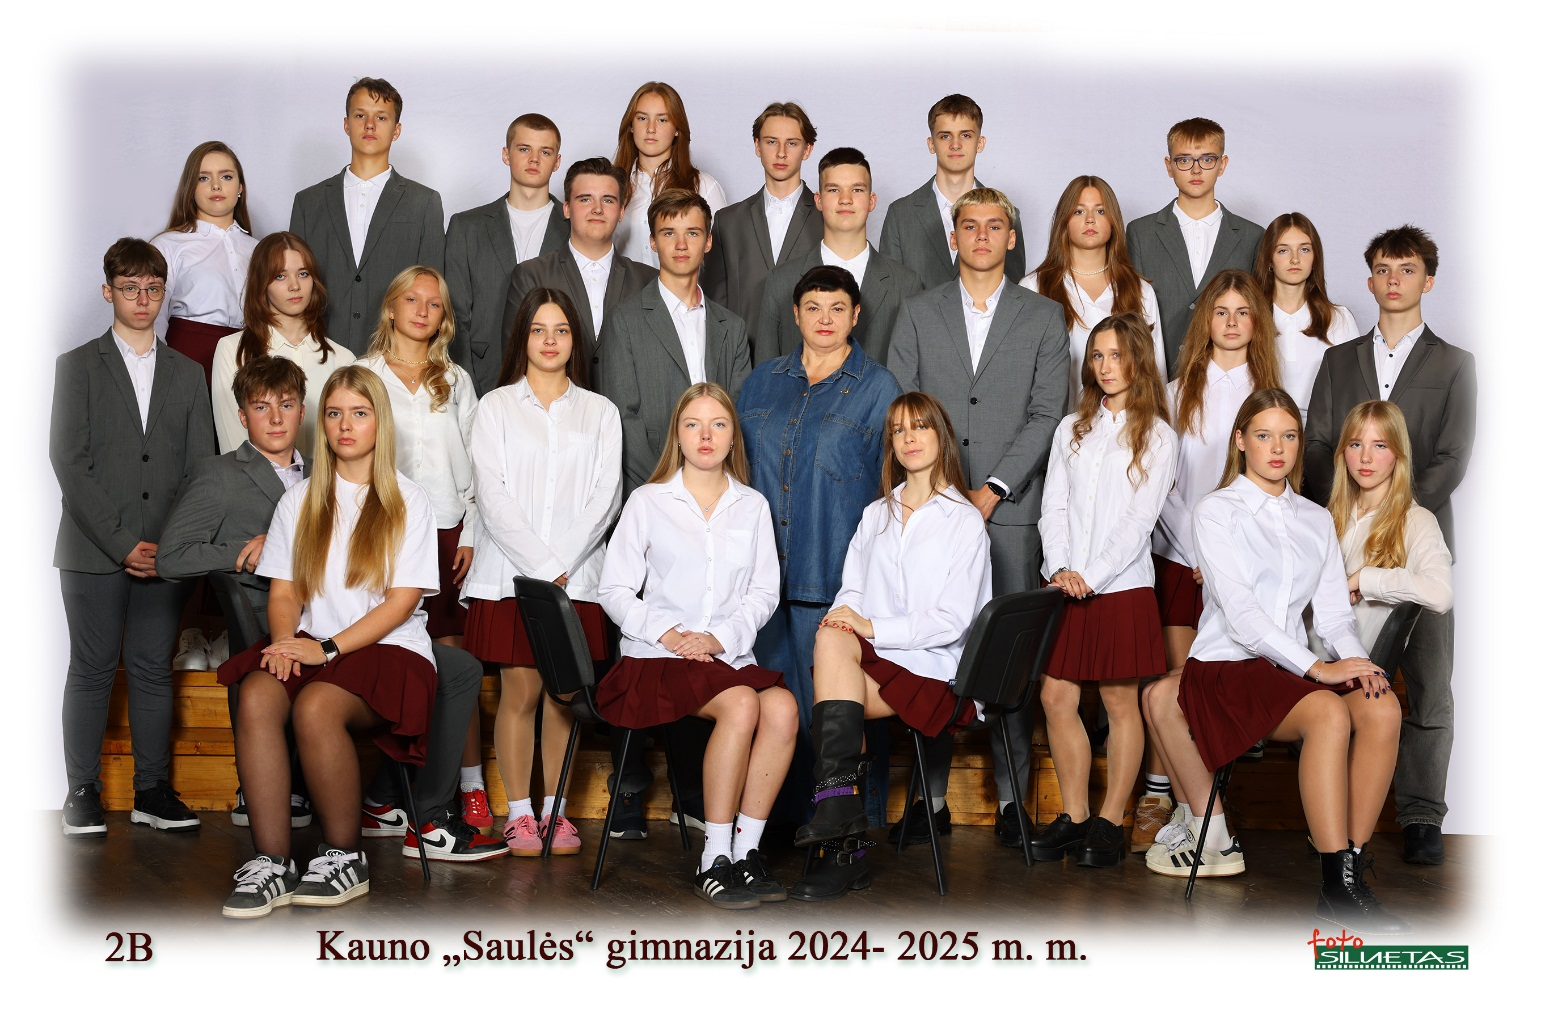 2B
Kauno „Saulės“ gimnazija 2024- 2025 m. m.
foto
SILUETAS